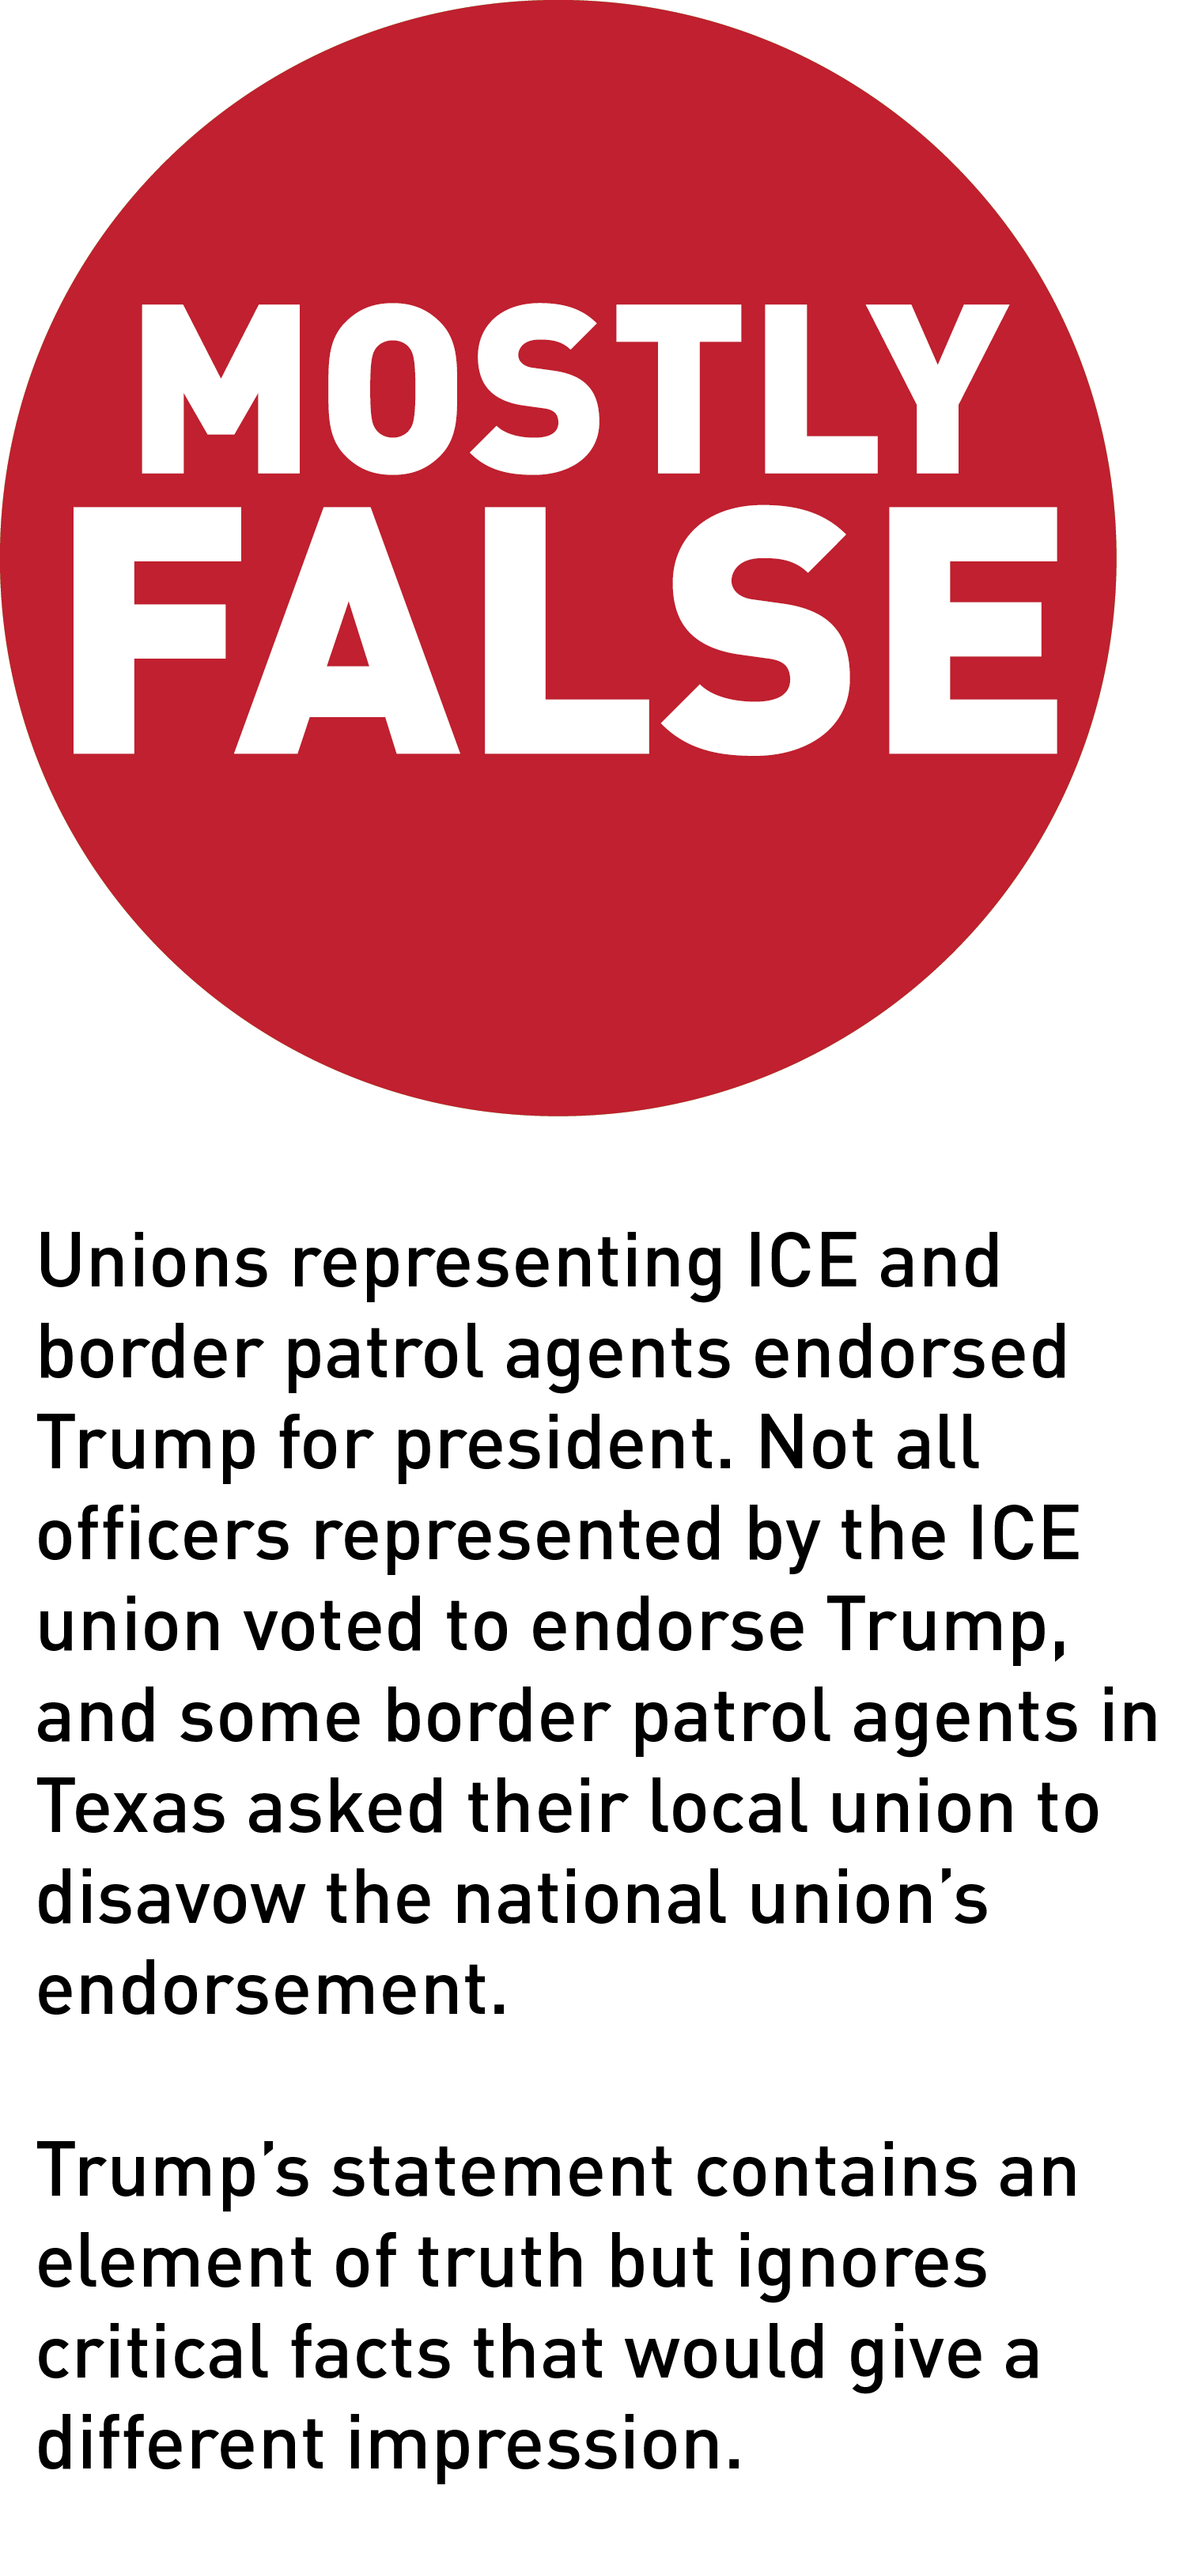 MOSTLY
FALSE
Unions representing ICE and
border patrol agents endorsed
Trump for president. Not all
officers represented by the ICE
union voted to endorse Trump,
and some border patrol agents in
Texas asked their local union to
disavow the national union’s
endorsement.
Trump’s statement contains an
element of truth but ignores
critical facts that would give a
different impression.